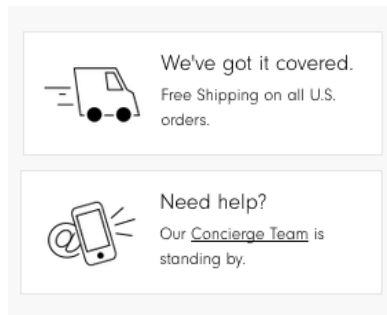 We've got it covered.
Free Shipping on all U.S.
orders.
@
Need help?
Our Concierge Team is
standing by.